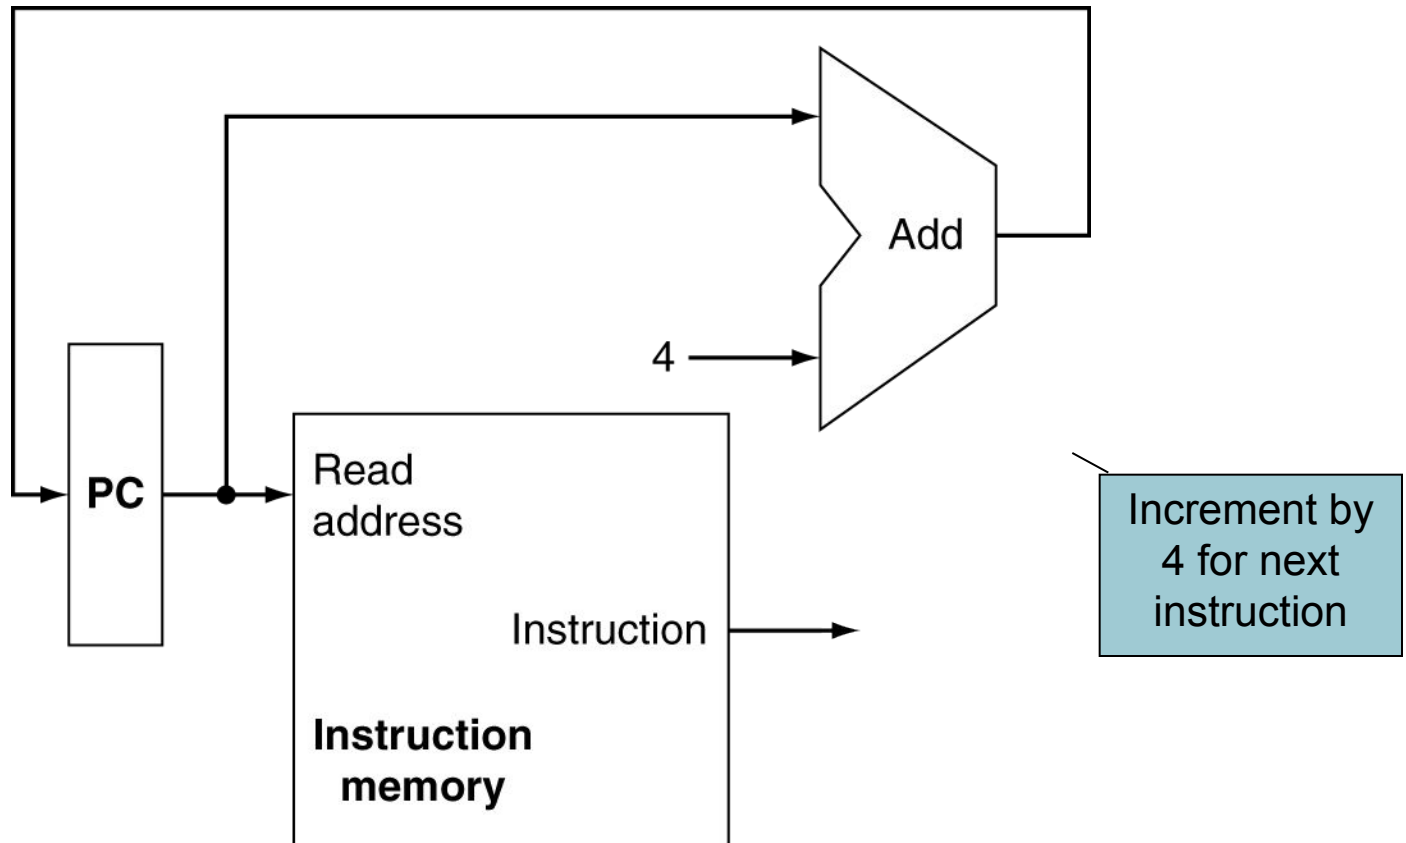 Add
4
PC
Read
address
Instruction
Instruction
memory
Increment by
4 for next
instruction